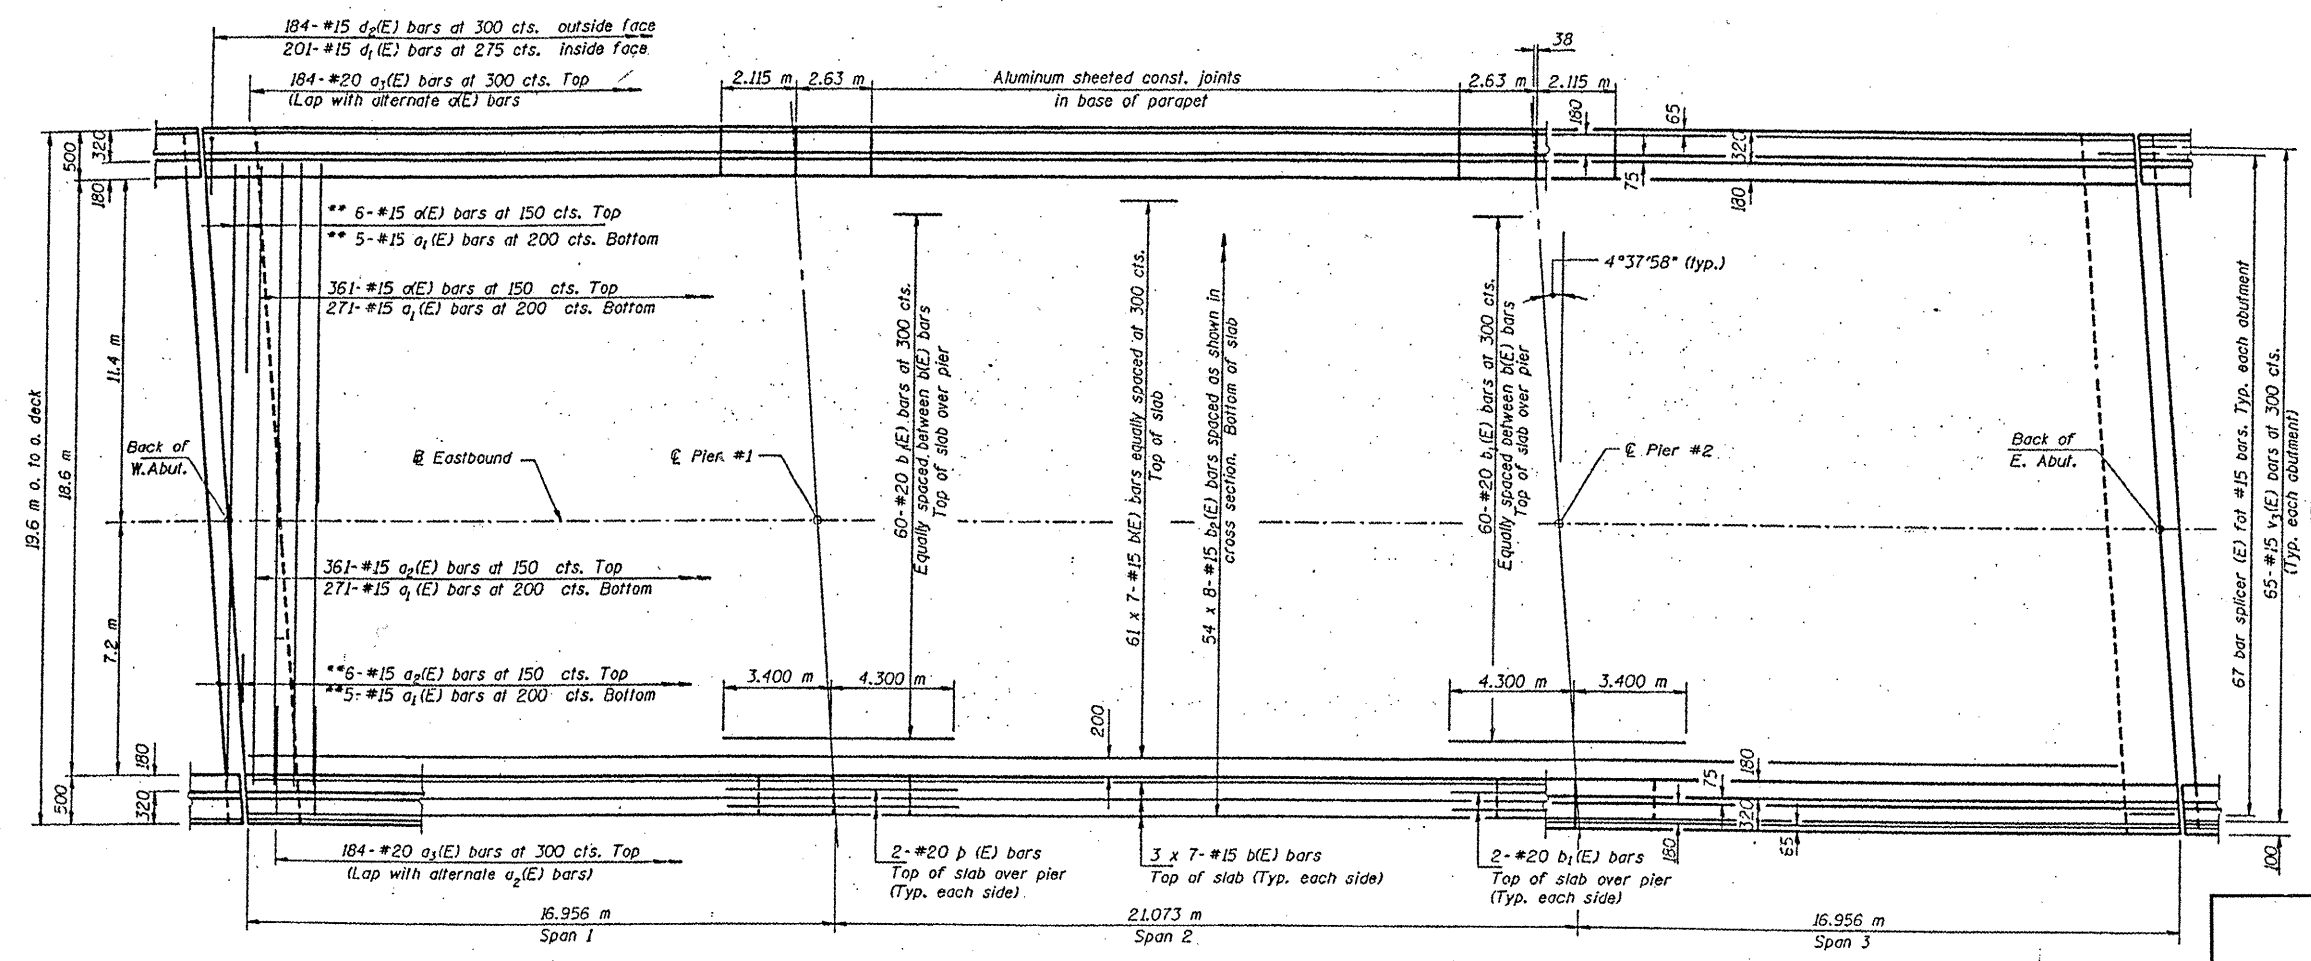 184-#15 d2(E) bars at 300 cts. outside face
201-#15 d1(E) bars at 275 cts. inside face
184-#20 a3(E) bars at 300 cts. Top
(Lap with alternate a(E) bars
2.115 m
2.63 m
Aluminum sheeted const. joints
in base of parapet
2.63 m
2.115 m
38
180
65
320
75
180
500
320
180
** 6-#15 a(E) bars at 150 cts. Top
** 5-#15 a1(E) bars at 200 cts. Bottom
361-#15 a(E) bars at 150 cts. Top
271-#15 a1(E) bars at 200 cts. Bottom
4°37'58" (typ.)
60-#20 b1(E) bars at 300 cts.
Equally spaced between b(E) bars
Top of slab over pier
61 x 7-#15 b(E) bars equally spaced at 300 cts.
Top of slab
54 x 8-#15 b2(E) bars spaced as shown in
cross section. Bottom of slab
60-#20 b1(E) bars at 300 cts.
Equally spaced between b(E) bars
Top of slab over pier
19.6 m o. to o. deck
18.6 m
11.4 m
7.2 m
Back of
W. Abut.
℄ Pier #1
B Eastbound
℄ Pier #2
Back of
E. Abut.
67 bar splicer (E) fot #15 bars. Typ. each abutment
65-#15 v3(E) bars at 300 cts.
(Typ. each abutment)
361-#15 a2(E) bars at 150 cts. Top
271-#15 a1(E) bars at 200 cts. Bottom
**6-#15 a2(E) bars at 150 cts. Top
**5-#15 a1(E) bars at 200 cts. Bottom
3.400 m
4.300 m
4.300 m
3.400 m
200
180
500
320
75
180
180
320
65
100
184-#20 a3(E) bars at 300 cts. Top
(Lap with alternate a2(E) bars)
2-#20 b (E) bars
Top of slab over pier
(Typ. each side)
3 x 7-#15 b(E) bars
Top of slab (Typ. each side)
2-#20 b1(E) bars
Top of slab over pier
(Typ. each side)
16.956 m
Span 1
21.073 m
Span 2
16.956 m
Span 3